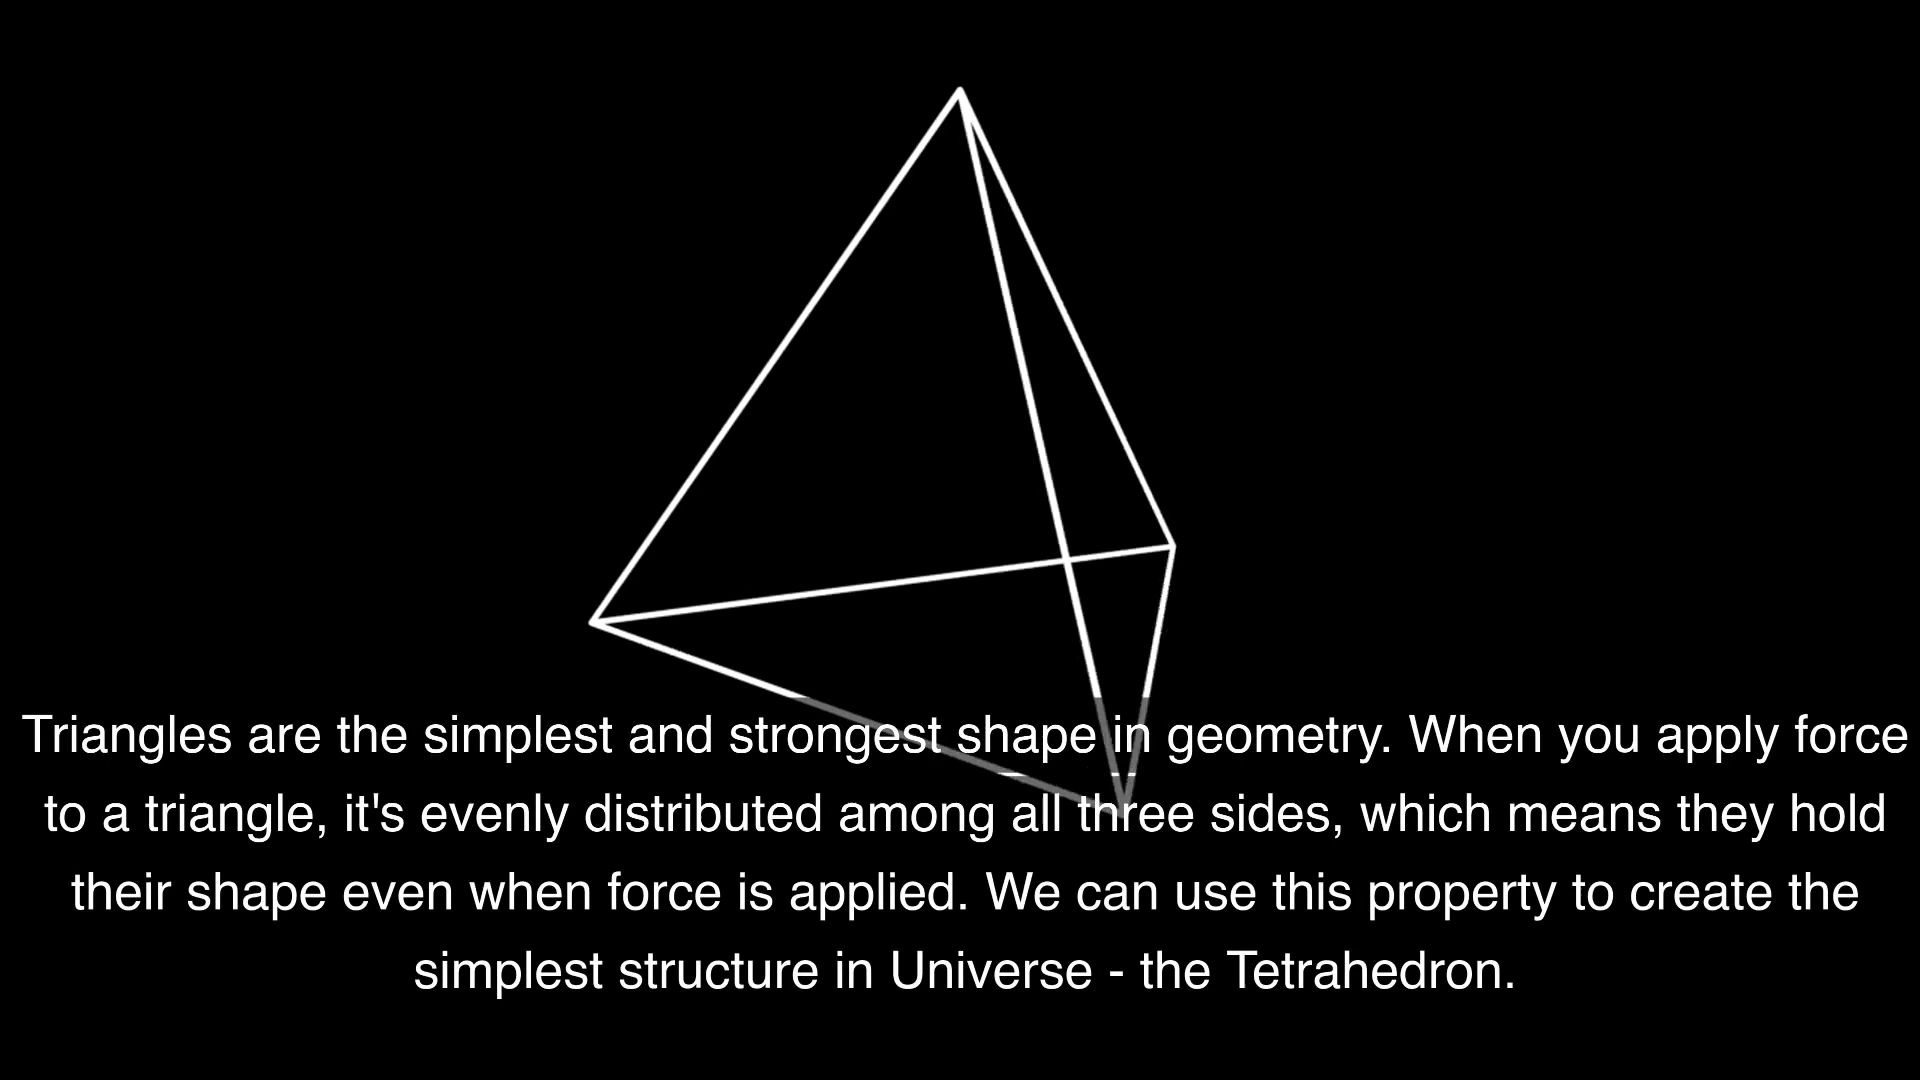 Triangles are the simplest and strongest shape in geometry. When you apply force
to a triangle, it's evenly distributed among all three sides, which means they hold
their shape even when force is applied. We can use this property to create the
simplest structure in Universe - the Tetrahedron.